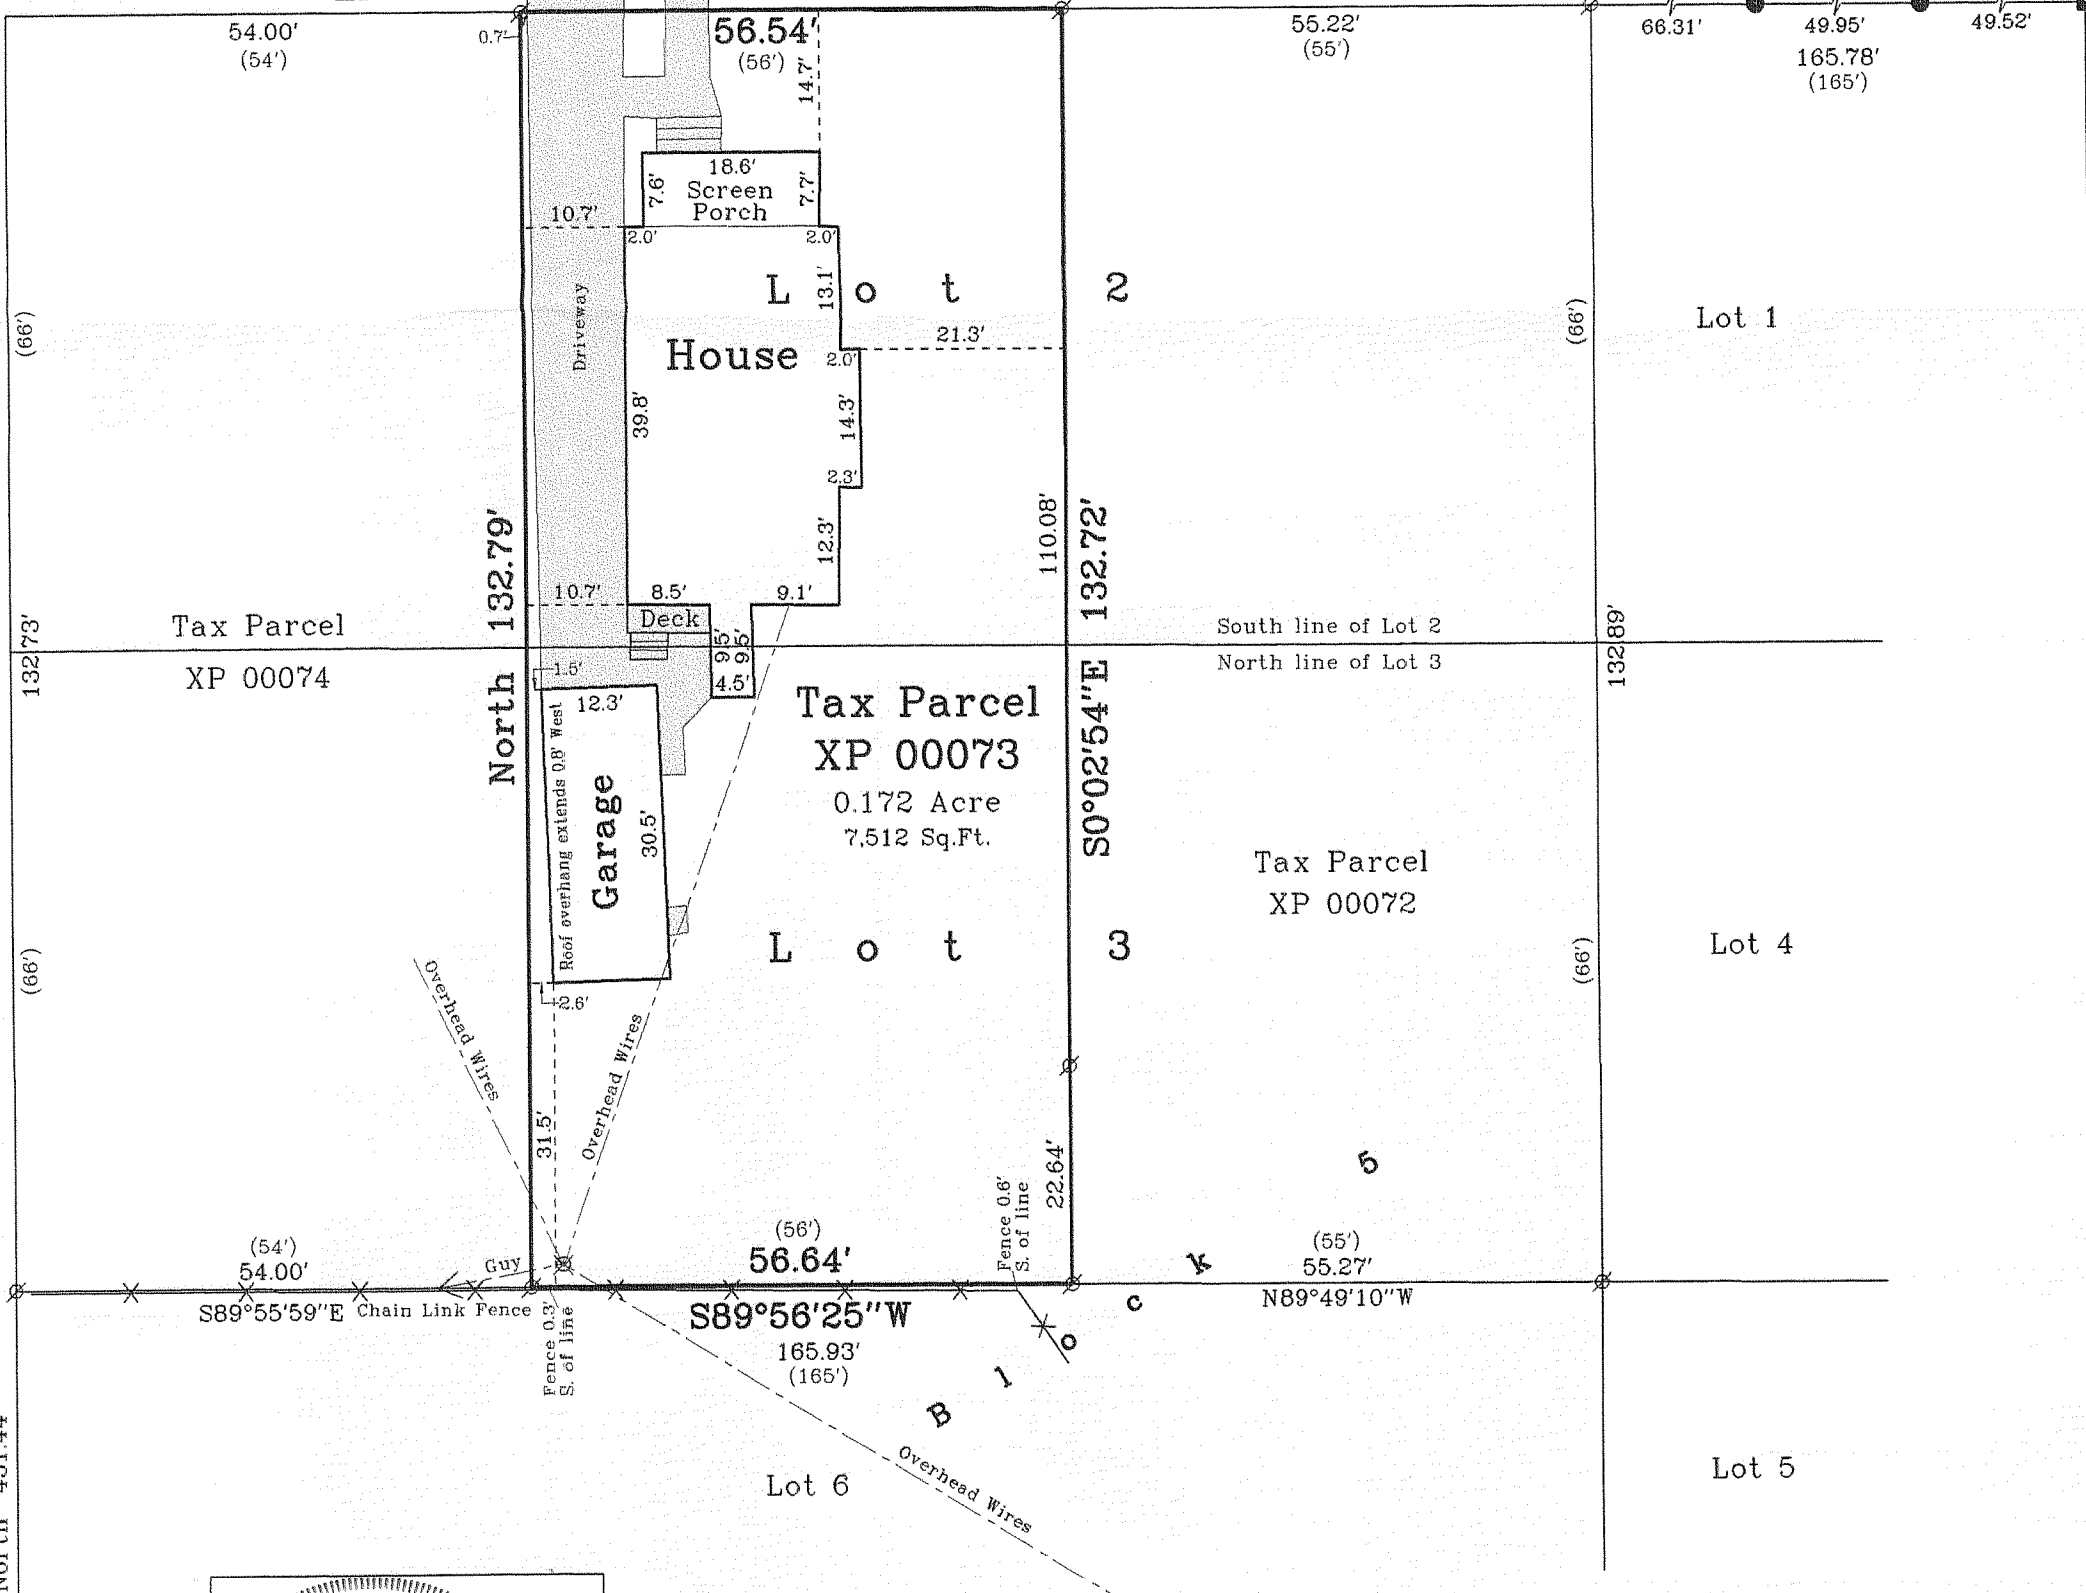 54.00'
(54')
0.7'
56.54'
(56')
14.7'
55.22'
(55')
66.31'
49.95'
49.52'
165.78'
(165')
18.6'
Screen
Porch
7.6'
7.7'
10.7'
2.0'
2.0'
Driveway
House
13.1'
L o t 2
21.3'
2.0'
39.8'
14.3'
2.3'
12.3'
(66')
(66')
Lot 1
110.08'
North 132.79'
S0°02'54"E 132.72'
10.7'
8.5'
9.1'
Deck
9.5'
9.5'
4.5'
Tax Parcel
XP 00074
132.73'
South line of Lot 2
North line of Lot 3
132.89'
1.5'
12.3'
Roof overhang extends 0.8' West
Garage
30.5'
Tax Parcel
XP 00073
0.172 Acre
7,512 Sq.Ft.
Tax Parcel
XP 00072
L o t 3
Lot 4
(66')
(66')
2.6'
Overhead Wires
Overhead Wires
31.5'
22.64'
Fence 0.6'
S. of line
(54')
54.00'
Guy
(56')
56.64'
(55')
55.27'
S89°55'59"E
Chain Link Fence
Fence 0.3'
S. of line
S89°56'25"W
165.93'
(165')
N89°49'10"W
B l o c k 5
Overhead Wires
Lot 6
Lot 5
North